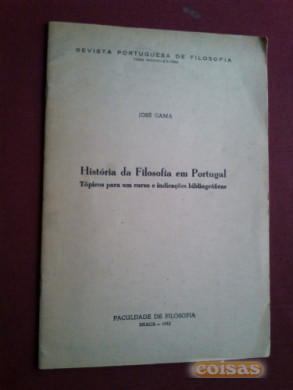 REVISTA PORTUGUESA DE FILOSOFIA
JOSÉ GAMA
História da Filosofia em Portugal
Tópicos para um curso e indicações bibliográficas
FACULDADE DE FILOSOFIA
BRAGA —
coisas